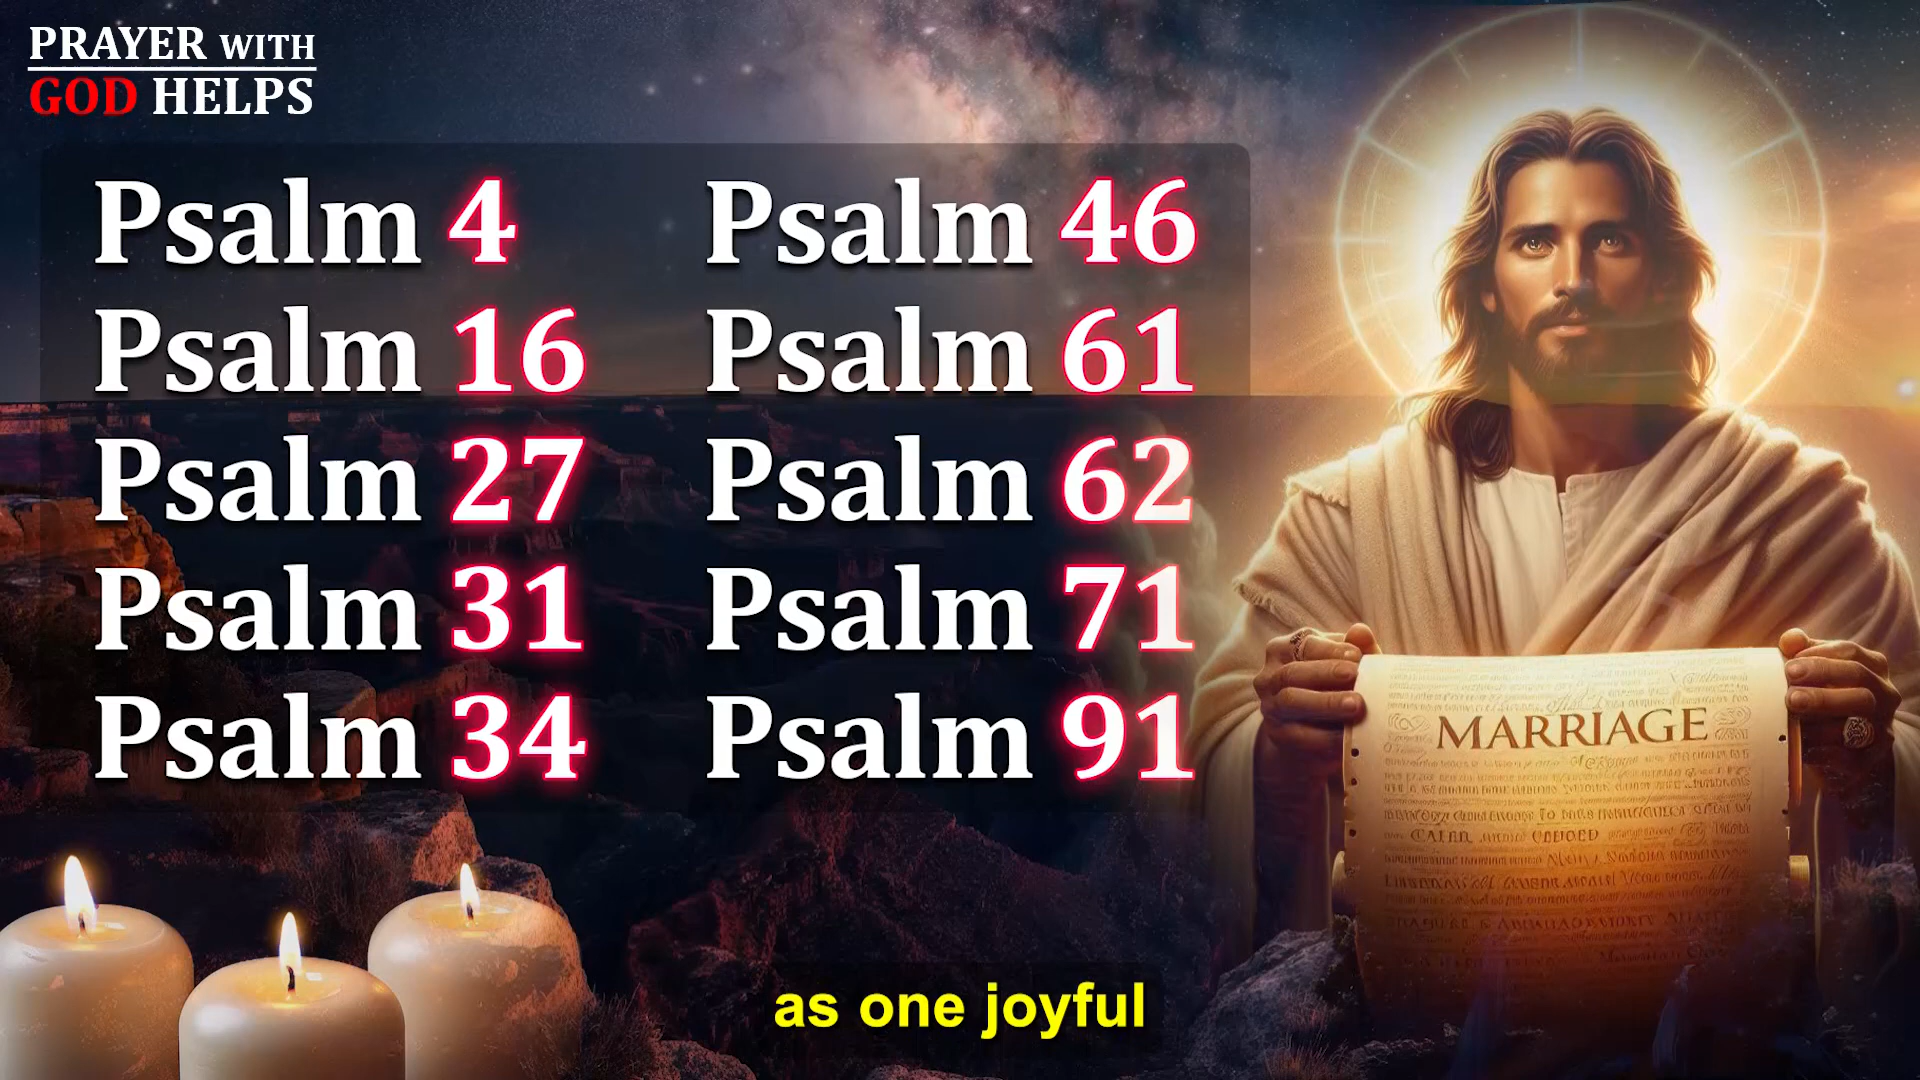 PRAYER WITH
GOD HELPS
Psalm 4
Psalm 16
Psalm 27
Psalm 31
Psalm 34
Psalm 46
Psalm 61
Psalm 62
Psalm 71
Psalm 91
MARRIAGE
as one joyful